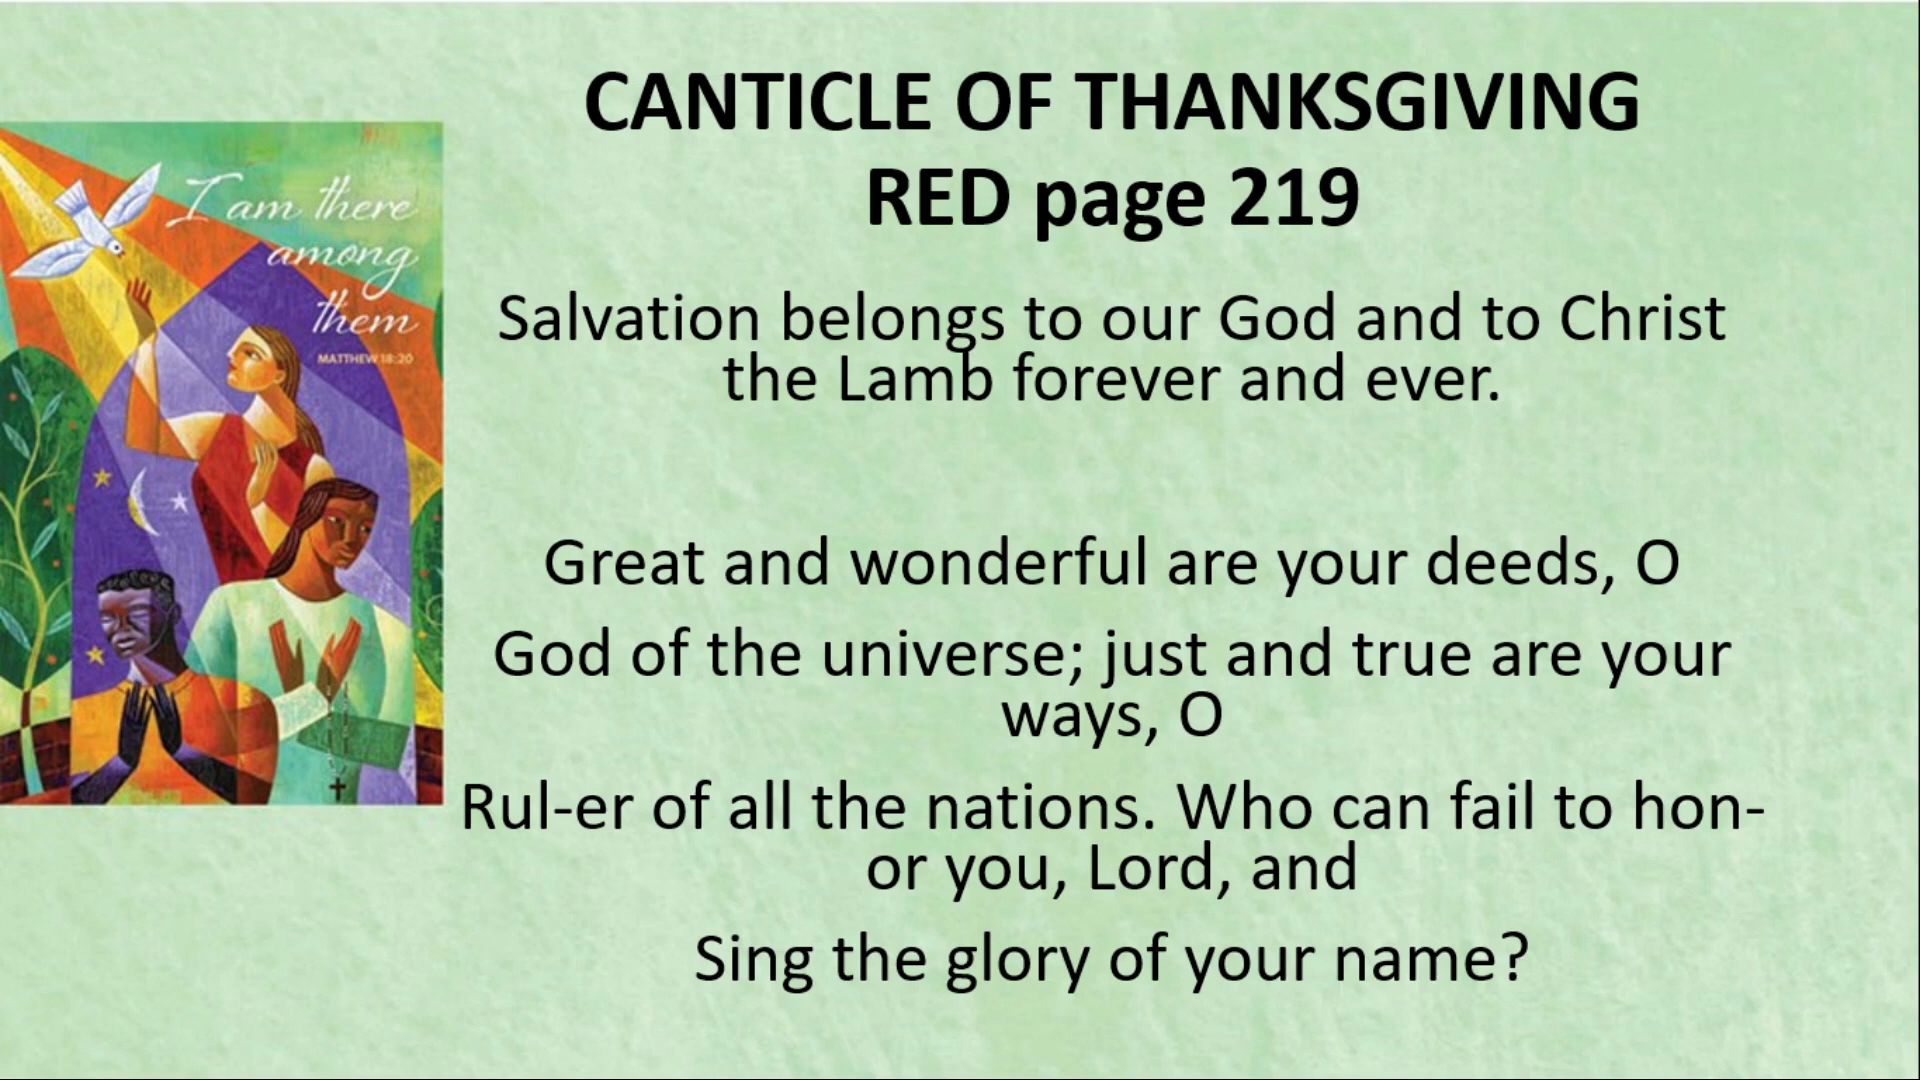 CANTICLE OF THANKSGIVING
RED page 219
I am there
among
them
MATTHEW 18:20
Salvation belongs to our God and to Christ
the Lamb forever and ever.
Great and wonderful are your deeds, O
God of the universe; just and true are your
ways, O
Rul-er of all the nations. Who can fail to hon-
or you, Lord, and
Sing the glory of your name?